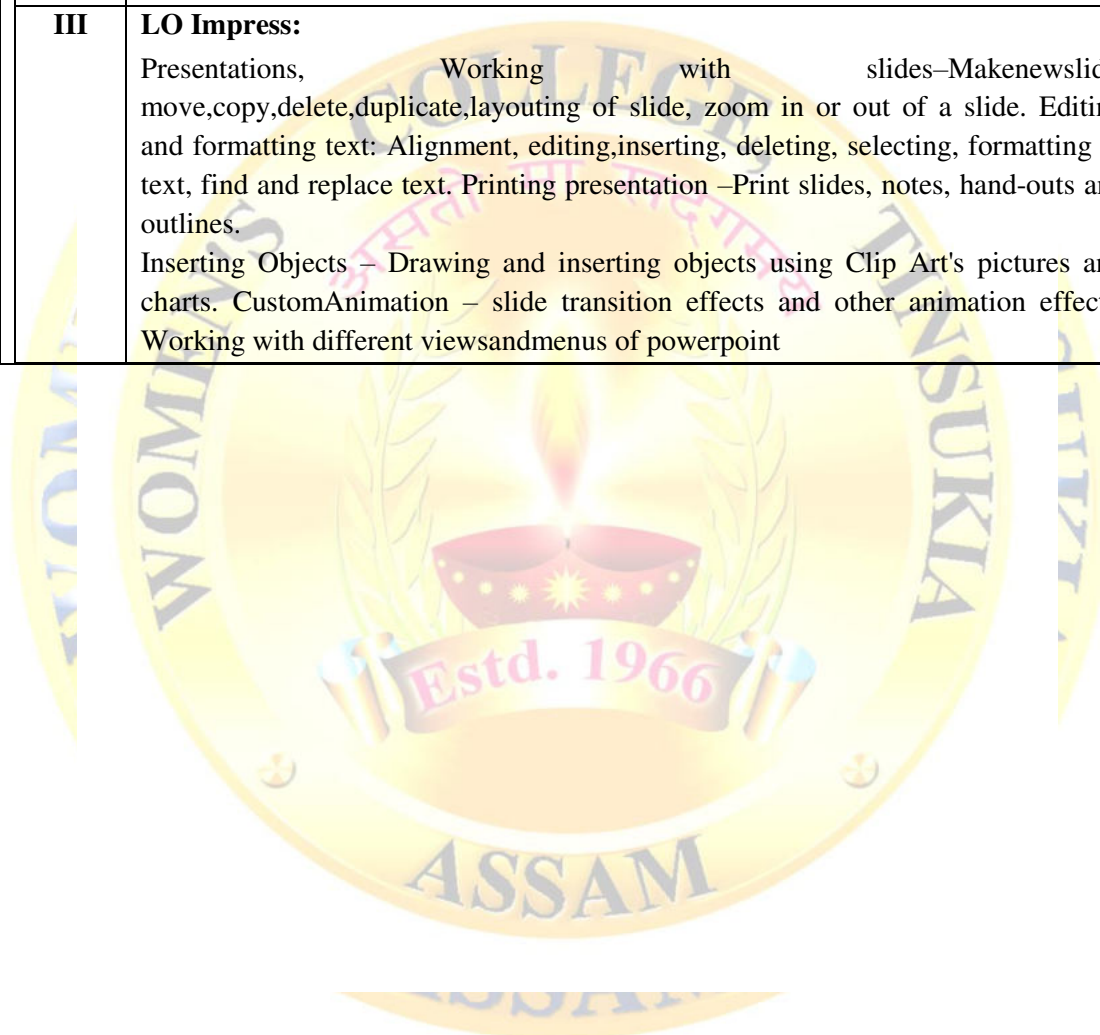 III LO Impress:
Presentations, Working with slides–Makenewslid
move,copy,delete,duplicate,layouting of slide, zoom in or out of a slide. Editin
and formatting text: Alignment, editing,inserting, deleting, selecting, formatting
text, find and replace text. Printing presentation –Print slides, notes, hand-outs an
outlines.
Inserting Objects – Drawing and inserting objects using Clip Art's pictures an
charts. CustomAnimation – slide transition effects and other animation effect
Working with different viewsandmenus of powerpoint
WOMEN'S COLLEGE, TINSUKIA
असतो मा सद्गमय
Estd. 1966
ASSAM